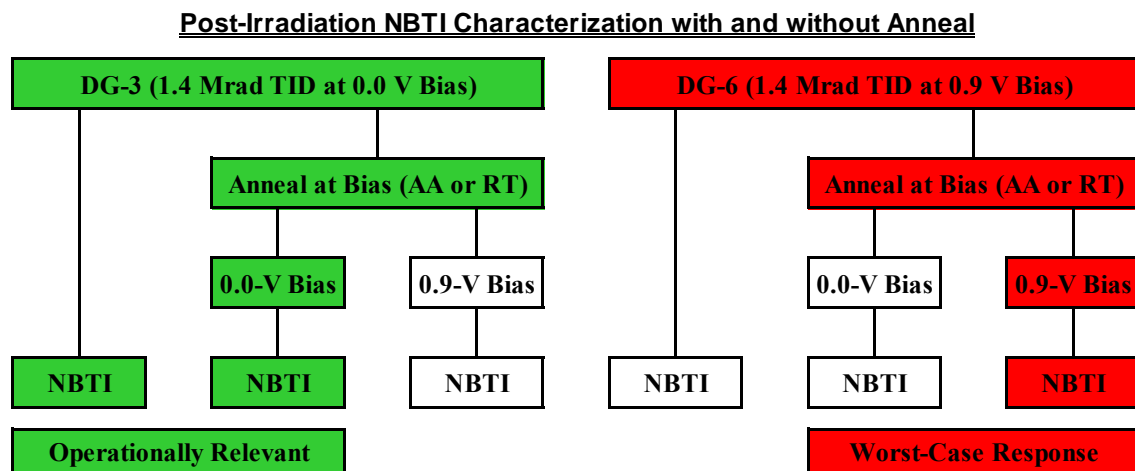 Post-Irradiation NBTI Characterization with and without Anneal
DG-3 (1.4 Mrad TID at 0.0 V Bias)
DG-6 (1.4 Mrad TID at 0.9 V Bias)
Anneal at Bias (AA or RT)
Anneal at Bias (AA or RT)
0.0-V Bias
0.9-V Bias
0.0-V Bias
0.9-V Bias
NBTI
NBTI
NBTI
NBTI
NBTI
NBTI
Operationally Relevant
Worst-Case Response